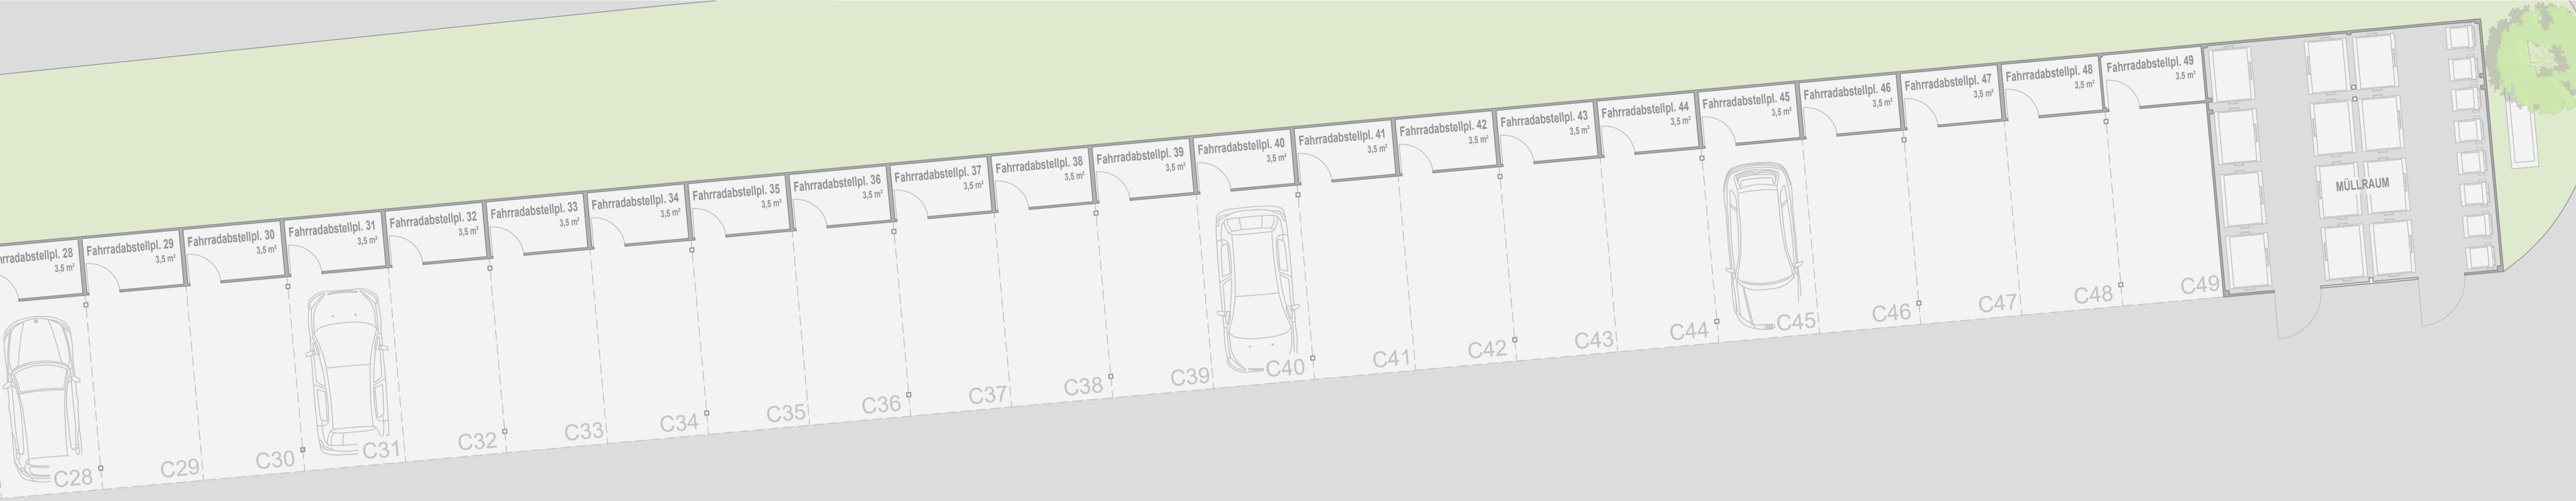 rradabstellpl. 28
3,5 m²
Fahrradabstellpl. 29
3,5 m²
Fahrradabstellpl. 30
3,5 m²
Fahrradabstellpl. 31
3,5 m²
Fahrradabstellpl. 32
3,5 m²
Fahrradabstellpl. 33
3,5 m²
Fahrradabstellpl. 34
3,5 m²
Fahrradabstellpl. 35
3,5 m²
Fahrradabstellpl. 36
3,5 m²
Fahrradabstellpl. 37
3,5 m²
Fahrradabstellpl. 38
3,5 m²
Fahrradabstellpl. 39
3,5 m²
Fahrradabstellpl. 40
3,5 m²
Fahrradabstellpl. 41
3,5 m²
Fahrradabstellpl. 42
3,5 m²
Fahrradabstellpl. 43
3,5 m²
Fahrradabstellpl. 44
3,5 m²
Fahrradabstellpl. 45
3,5 m²
Fahrradabstellpl. 46
3,5 m²
Fahrradabstellpl. 47
3,5 m²
Fahrradabstellpl. 48
3,5 m²
Fahrradabstellpl. 49
3,5 m²
MÜLLRAUM
C28
C29
C30
C31
C32
C33
C34
C35
C36
C37
C38
C39
C40
C41
C42
C43
C44
C45
C46
C47
C48
C49